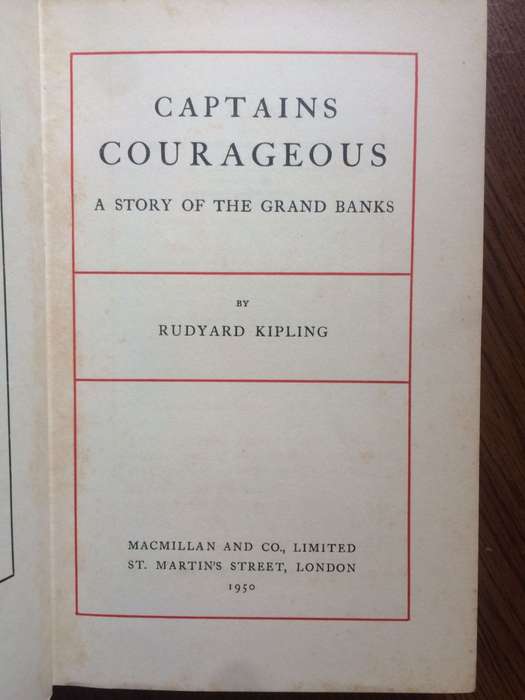 CAPTAINS
COURAGEOUS
A STORY OF THE GRAND BANKS
BY
RUDYARD KIPLING
MACMILLAN AND CO., LIMITED
ST. MARTIN'S STREET, LONDON
1950